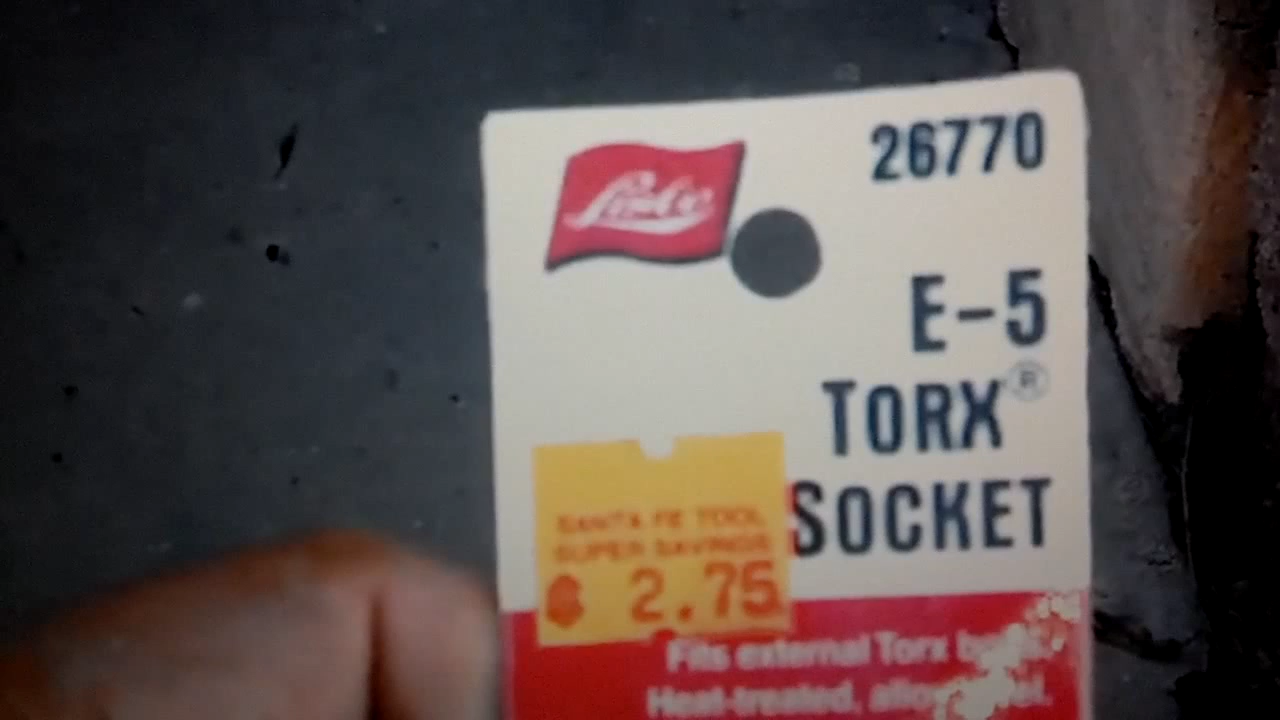 26770
Lisle
E-5
TORX®
SOCKET
SANTA FE TOOL
SUPER SAVINGS
2.75
Fits external Torx
Heat-treated,